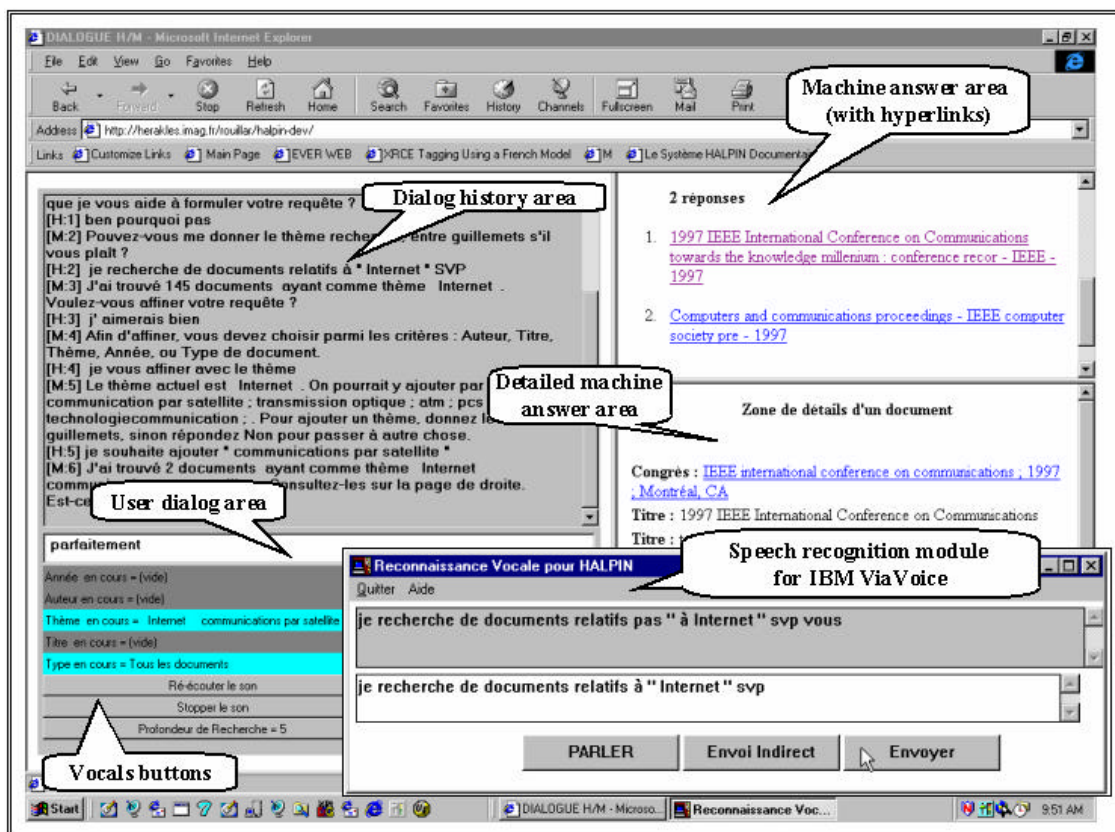 DIALOGUE H/M - Microsoft Internet Explorer
File Edit View Go Favorites Help
Back Forward Stop Refresh Home Search Favorites History Channels Fullscreen Mail Print
Machine answer area
(with hyperlinks)
Address http://herakles.imag.fr/rouillar/halpin-dev/
Links Customize Links Main Page EVER WEB XRCE Tagging Using a French Model M Le Système HALPIN
Dialog history area
que je vous aide à formuler votre requête ?
[H:1] ben pourquoi pas
[M:2] Pouvez-vous me donner le thème entre guillemets s'il
vous plaît ?
[H:2] je recherche de documents relatifs à " Internet " SVP
[M:3] J'ai trouvé 145 documents ayant comme thème Internet .
Voulez-vous affiner votre requête ?
[H:3] j' aimerais bien
[M:4] Afin d'affiner, vous devez choisir parmi les critères : Auteur, Titre,
Thème, Année, ou Type de document.
[H:4] je vous affiner avec le thème
[M:5] Le thème actuel est Internet . On pourrait y ajouter par
communication par satellite ; transmission optique ; atm ; pcs
technologiecommunication ; . Pour ajouter un thème, donnez
guillemets, sinon répondez Non pour passer à autre chose.
[H:5] je souhaite ajouter " communications par satellite "
[M:6] J'ai trouvé 2 documents ayant comme thème Internet
Consultez-les sur la page de droite.
User dialog area
parfaitement
Année en cours = (vide)
Auteur en cours = (vide)
Thème en cours = Internet communications par satellite
Titre en cours = (vide)
Type en cours = Tous les documents
Ré-écouter le son
Stopper le son
Profondeur de Recherche = 5
Vocals buttons
2 réponses
1. 1997 IEEE International Conference on Communications
towards the knowledge millenium : conference recor - IEEE -
1997
2. Computers and communications proceedings - IEEE computer
society pre - 1997
Detailed machine
answer area
Zone de détails d'un document
Congrès : IEEE international conference on communications ; 1997
; Montréal, CA
Titre : 1997 IEEE International Conference on Communications
Titre :
Speech recognition module
for IBM ViaVoice
Reconnaissance Vocale pour HALPIN
Quitter Aide
je recherche de documents relatifs pas " à Internet " svp vous
je recherche de documents relatifs à " Internet " svp
PARLER Envoi Indirect Envoyer
Start DIALOGUE H/M - Microso... Reconnaissance Voc... 9:51 AM